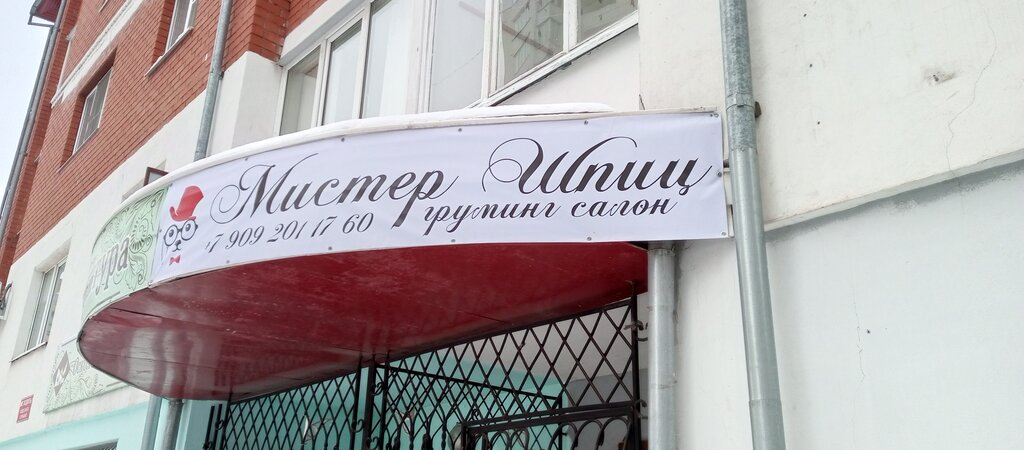 Мистер Шпиц
груминг салон
+7 909 201 17 60